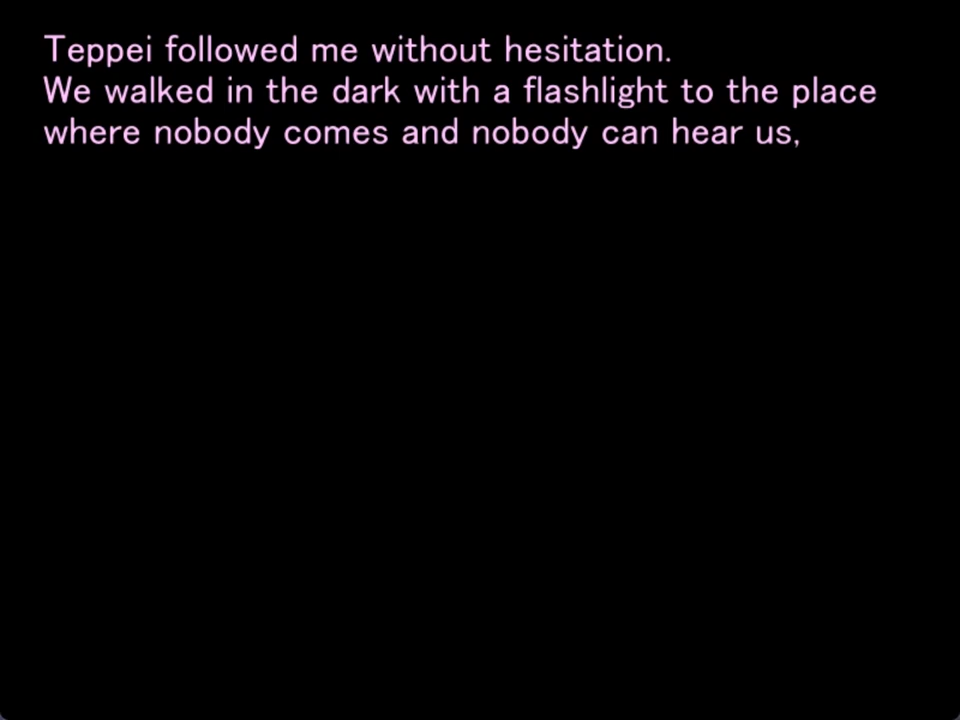 Teppei followed me without hesitation.
We walked in the dark with a flashlight to the place
where nobody comes and nobody can hear us,